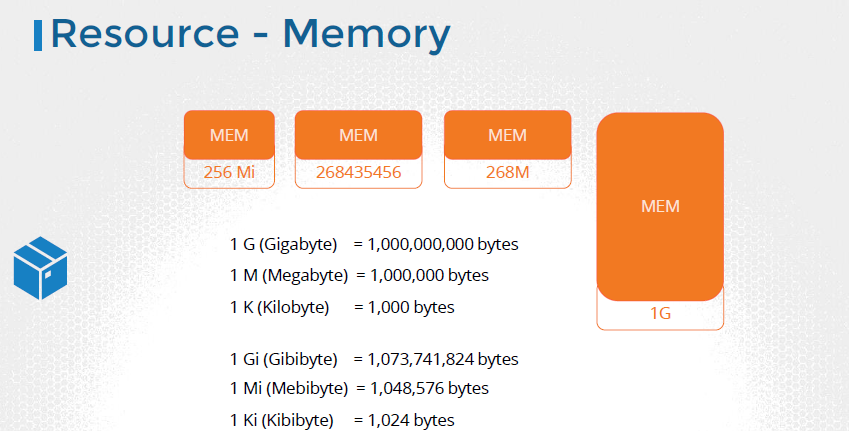 Resource - Memory
MEM
256 Mi
MEM
268435456
MEM
268M
MEM
1G
1 G (Gigabyte) = 1,000,000,000 bytes
1 M (Megabyte) = 1,000,000 bytes
1 K (Kilobyte) = 1,000 bytes
1 Gi (Gibibyte) = 1,073,741,824 bytes
1 Mi (Mebibyte) = 1,048,576 bytes
1 Ki (Kibibyte) = 1,024 bytes